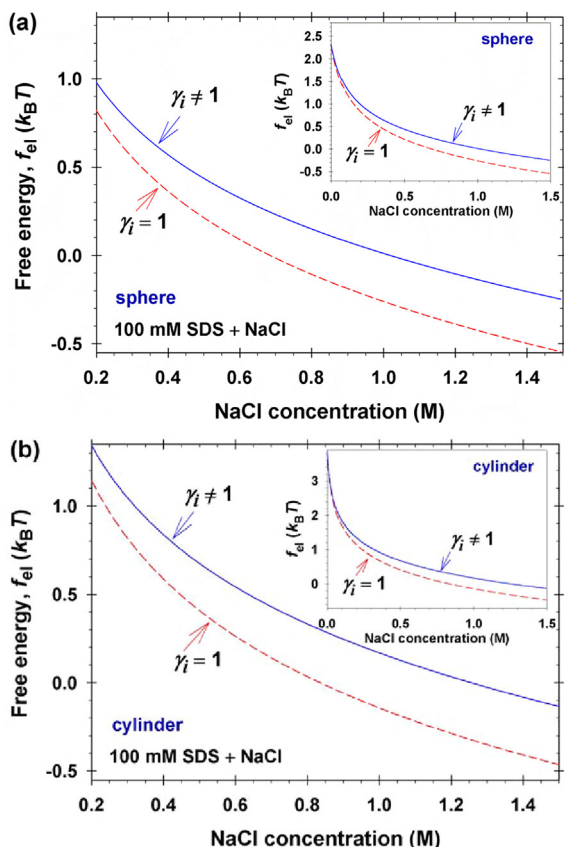 (a)
sphere
γi ≠ 1
γi = 1
fel (kBT)
2.5
2.0
1.5
1.0
0.5
0.0
-0.5
0.0 0.5 1.0 1.5
NaCl concentration (M)
Free energy, fel (kBT)
1.0
0.5
0.0
-0.5
γi ≠ 1
γi = 1
sphere
100 mM SDS + NaCl
0.2 0.4 0.6 0.8 1.0 1.2 1.4
NaCl concentration (M)
(b)
cylinder
γi ≠ 1
γi = 1
fel (kBT)
3
2
1
0
0.0 0.5 1.0 1.5
NaCl concentration (M)
Free energy, fel (kBT)
1.0
0.5
0.0
-0.5
γi ≠ 1
γi = 1
cylinder
100 mM SDS + NaCl
0.2 0.4 0.6 0.8 1.0 1.2 1.4
NaCl concentration (M)